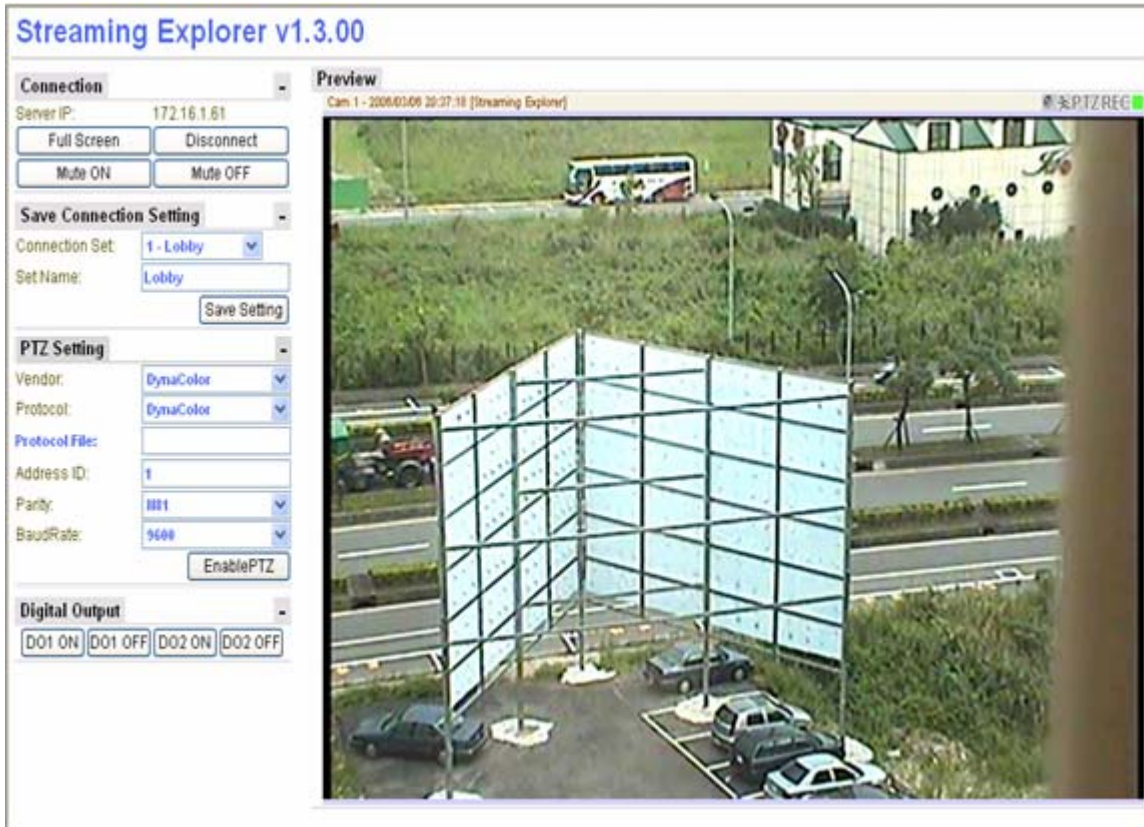 Streaming Explorer v1.3.00
Connection -
Server IP: 172.16.1.61
Full Screen Disconnect
Mute ON Mute OFF
Save Connection Setting -
Connection Set: 1 - Lobby
Set Name: Lobby
Save Setting
PTZ Setting -
Vendor: DynaColor
Protocol: DynaColor
Protocol File:
Address ID: 1
Parity: N81
BaudRate: 9600
EnablePTZ
Digital Output -
DO1 ON DO1 OFF DO2 ON DO2 OFF
Preview
Cam 1 - 2006/03/06 20:37:18 [Streaming Explorer] PTZ REC